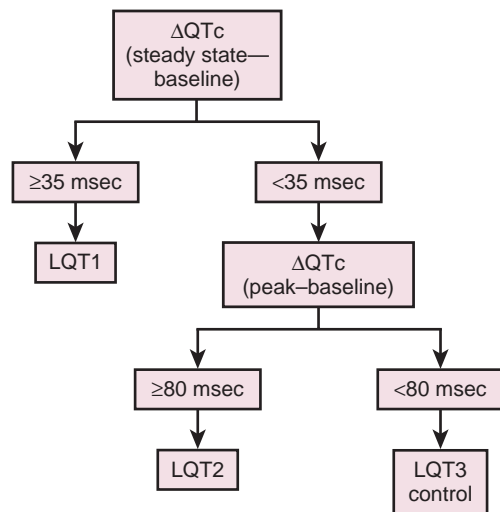 ΔQTc
(steady state—
baseline)
≥35 msec
<35 msec
LQT1
ΔQTc
(peak–baseline)
≥80 msec
<80 msec
LQT2
LQT3
control